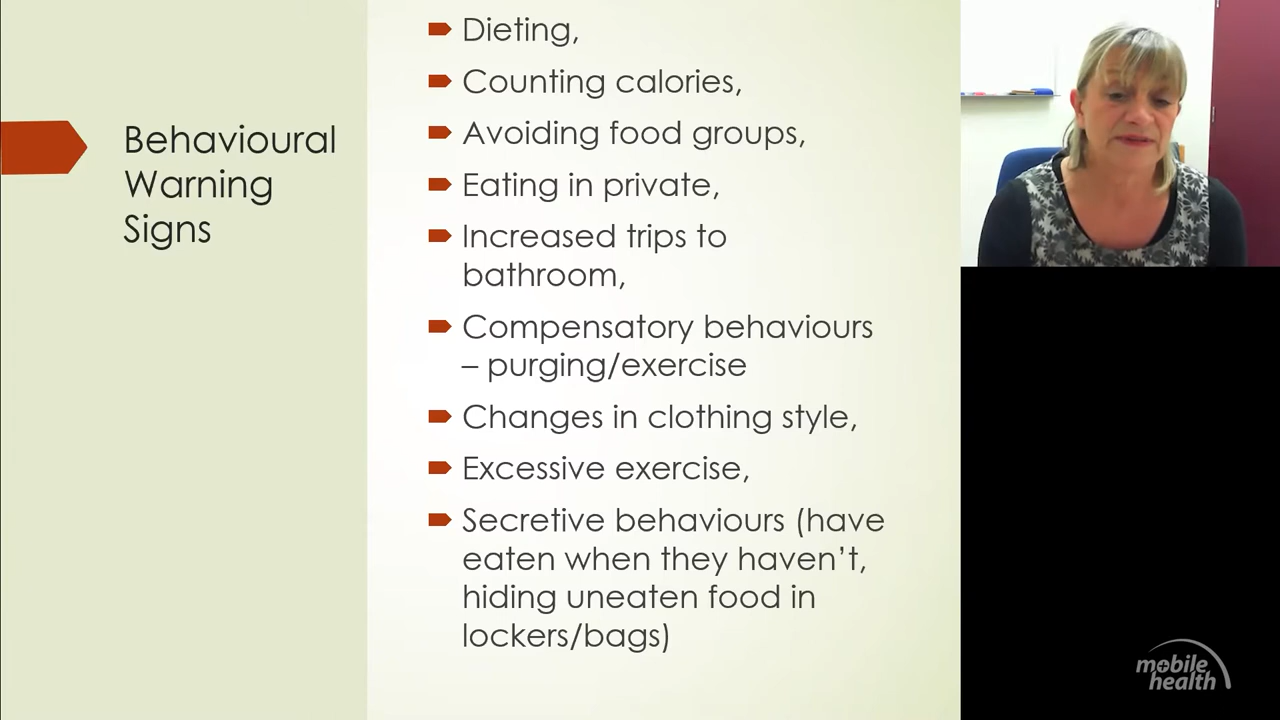 Behavioural
Warning
Signs
Dieting,
Counting calories,
Avoiding food groups,
Eating in private,
Increased trips to
bathroom,
Compensatory behaviours
– purging/exercise
Changes in clothing style,
Excessive exercise,
Secretive behaviours (have
eaten when they haven’t,
hiding uneaten food in
lockers/bags)
mobile
health